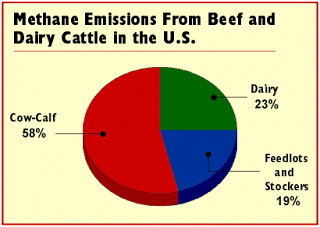 Methane Emissions From Beef and
Dairy Cattle in the U.S.
Dairy
23%
Cow-Calf
58%
Feedlots
and
Stockers
19%